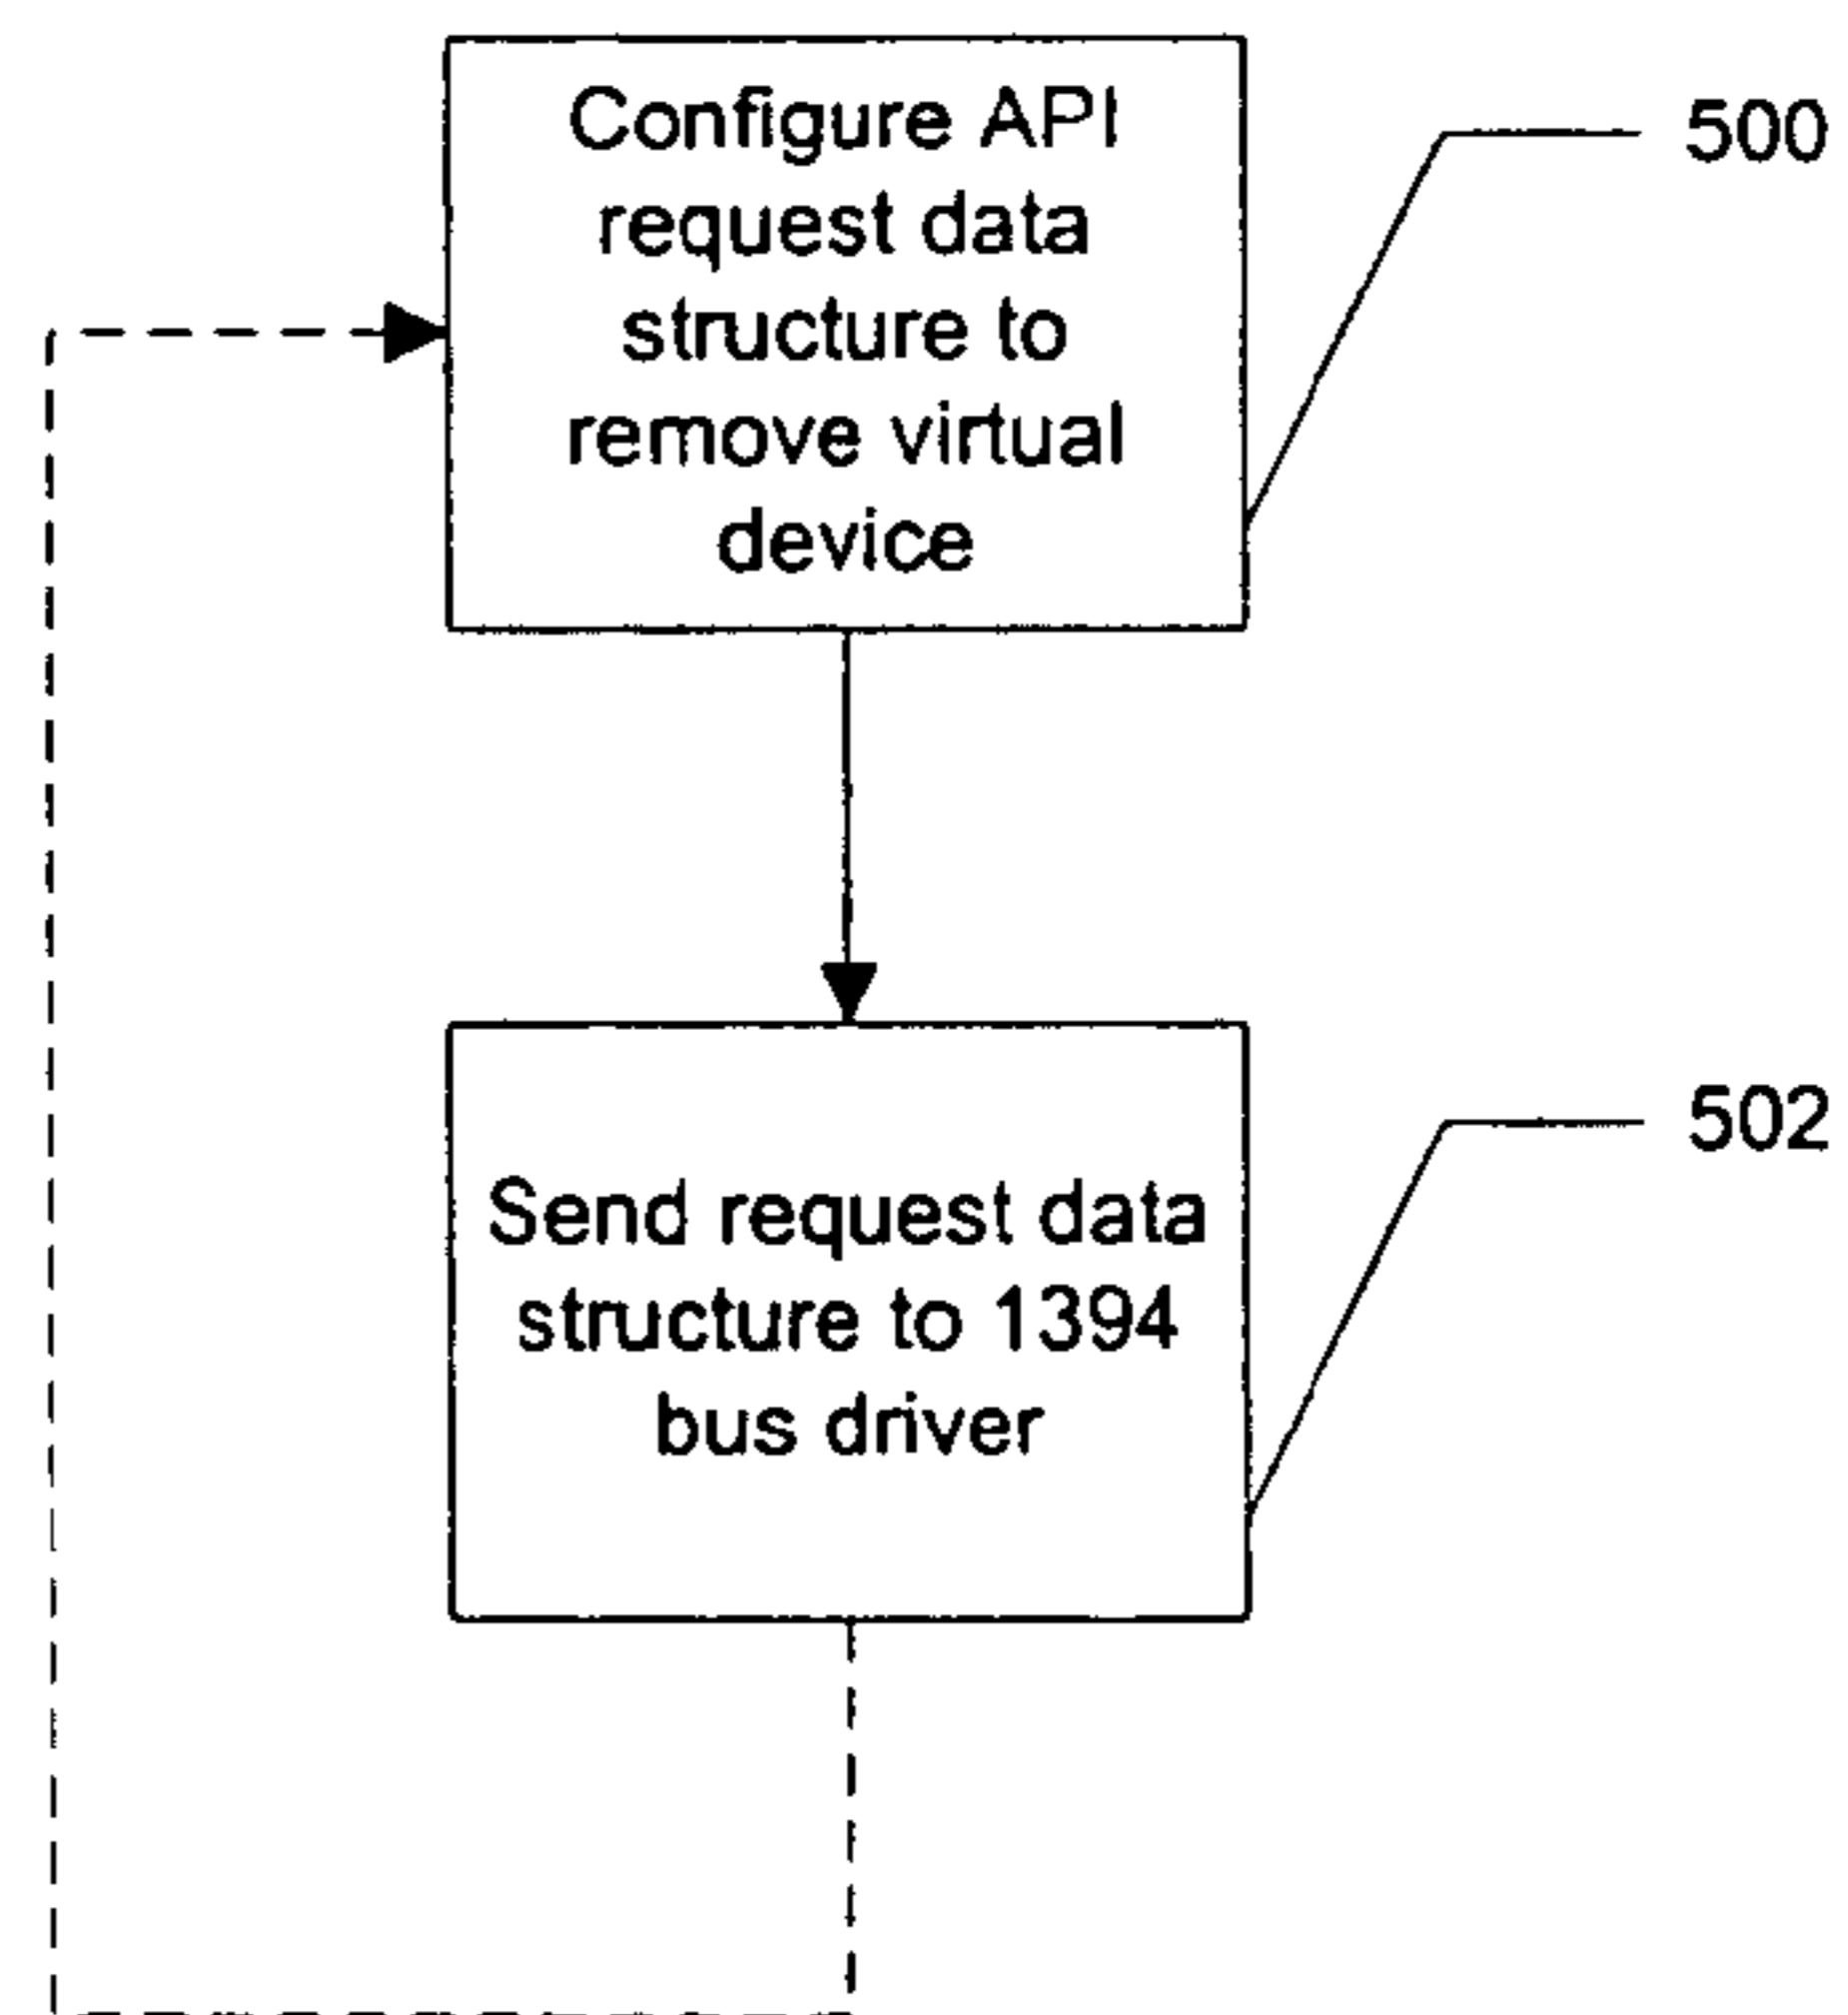 Configure API
request data
structure to
remove virtual
device
500
Send request data
structure to 1394
bus driver
502